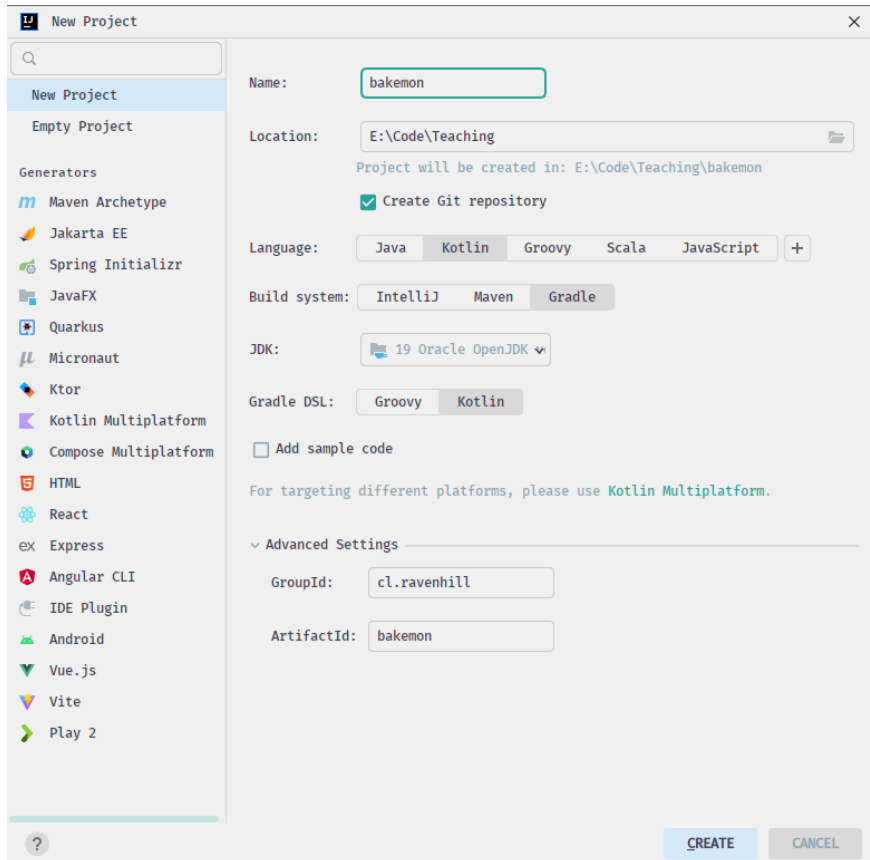 New Project
New Project
Empty Project
Generators
Maven Archetype
Jakarta EE
Spring Initializr
JavaFX
Quarkus
Micronaut
Ktor
Kotlin Multiplatform
Compose Multiplatform
HTML
React
ex Express
Angular CLI
IDE Plugin
Android
Vue.js
Vite
Play 2
?
Name: bakemon
Location: E:\Code\Teaching
Project will be created in: E:\Code\Teaching\bakemon
Create Git repository
Language: Java Kotlin Groovy Scala JavaScript +
Build system: IntelliJ Maven Gradle
JDK: 19 Oracle OpenJDK
Gradle DSL: Groovy Kotlin
Add sample code
For targeting different platforms, please use Kotlin Multiplatform.
Advanced Settings
GroupId: cl.ravenhill
ArtifactId: bakemon
CREATE CANCEL